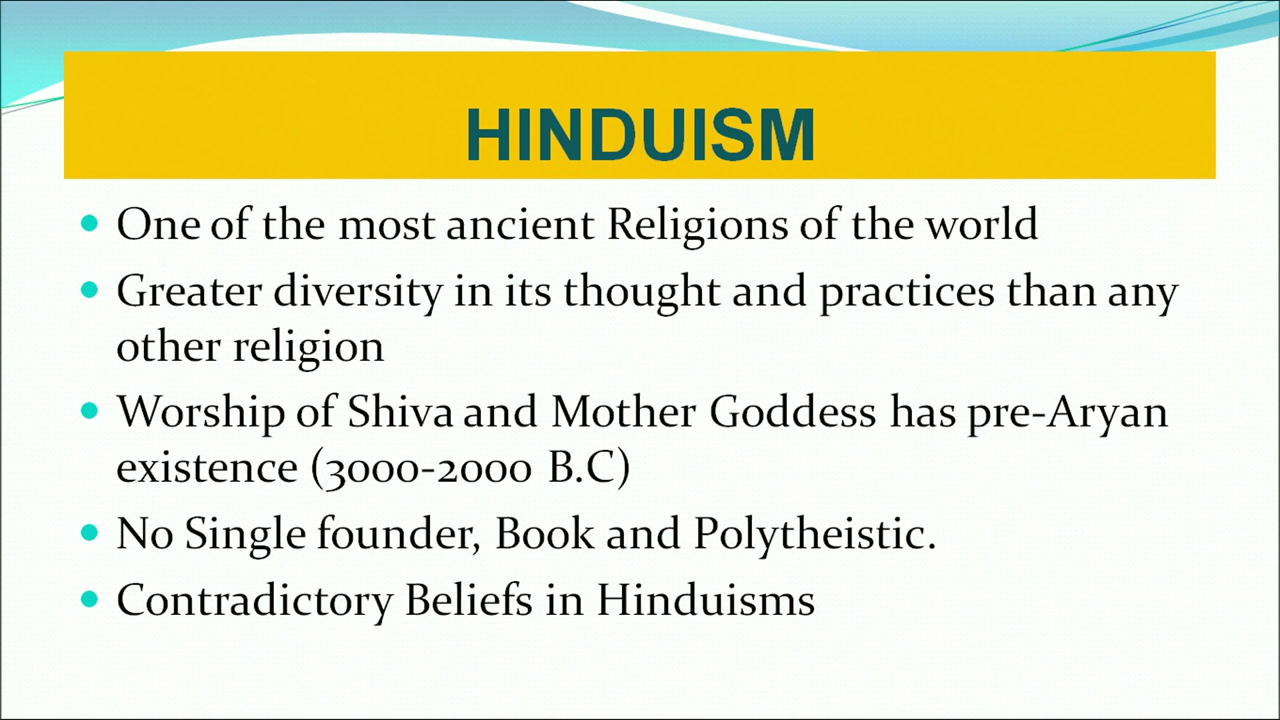 HINDUISM
One of the most ancient Religions of the world
Greater diversity in its thought and practices than any
other religion
Worship of Shiva and Mother Goddess has pre-Aryan
existence (3000-2000 B.C)
No Single founder, Book and Polytheistic.
Contradictory Beliefs in Hinduisms